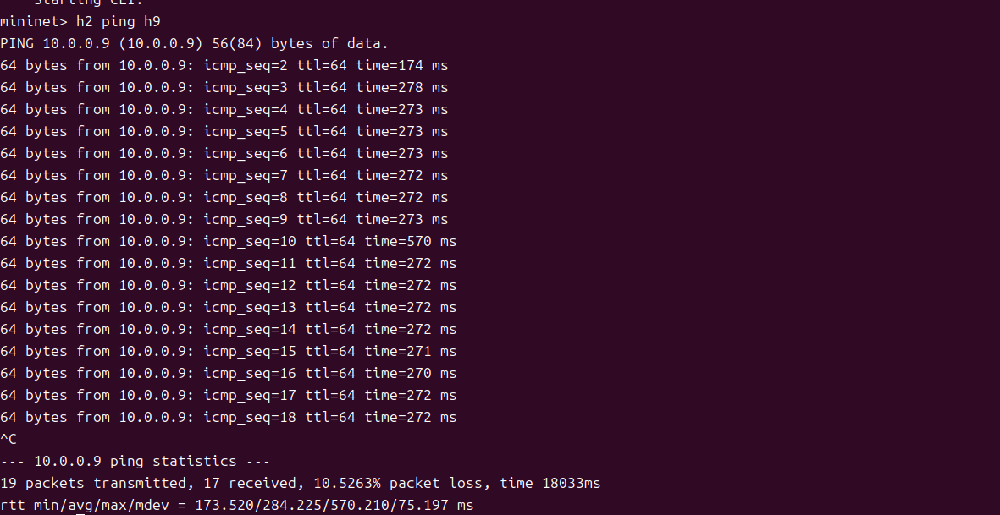 Starting CLI:
mininet> h2 ping h9
PING 10.0.0.9 (10.0.0.9) 56(84) bytes of data.
64 bytes from 10.0.0.9: icmp_seq=2 ttl=64 time=174 ms
64 bytes from 10.0.0.9: icmp_seq=3 ttl=64 time=278 ms
64 bytes from 10.0.0.9: icmp_seq=4 ttl=64 time=273 ms
64 bytes from 10.0.0.9: icmp_seq=5 ttl=64 time=273 ms
64 bytes from 10.0.0.9: icmp_seq=6 ttl=64 time=273 ms
64 bytes from 10.0.0.9: icmp_seq=7 ttl=64 time=272 ms
64 bytes from 10.0.0.9: icmp_seq=8 ttl=64 time=272 ms
64 bytes from 10.0.0.9: icmp_seq=9 ttl=64 time=273 ms
64 bytes from 10.0.0.9: icmp_seq=10 ttl=64 time=570 ms
64 bytes from 10.0.0.9: icmp_seq=11 ttl=64 time=272 ms
64 bytes from 10.0.0.9: icmp_seq=12 ttl=64 time=272 ms
64 bytes from 10.0.0.9: icmp_seq=13 ttl=64 time=272 ms
64 bytes from 10.0.0.9: icmp_seq=14 ttl=64 time=272 ms
64 bytes from 10.0.0.9: icmp_seq=15 ttl=64 time=271 ms
64 bytes from 10.0.0.9: icmp_seq=16 ttl=64 time=270 ms
64 bytes from 10.0.0.9: icmp_seq=17 ttl=64 time=272 ms
64 bytes from 10.0.0.9: icmp_seq=18 ttl=64 time=272 ms
^C
--- 10.0.0.9 ping statistics ---
19 packets transmitted, 17 received, 10.5263% packet loss, time 18033ms
rtt min/avg/max/mdev = 173.520/284.225/570.210/75.197 ms